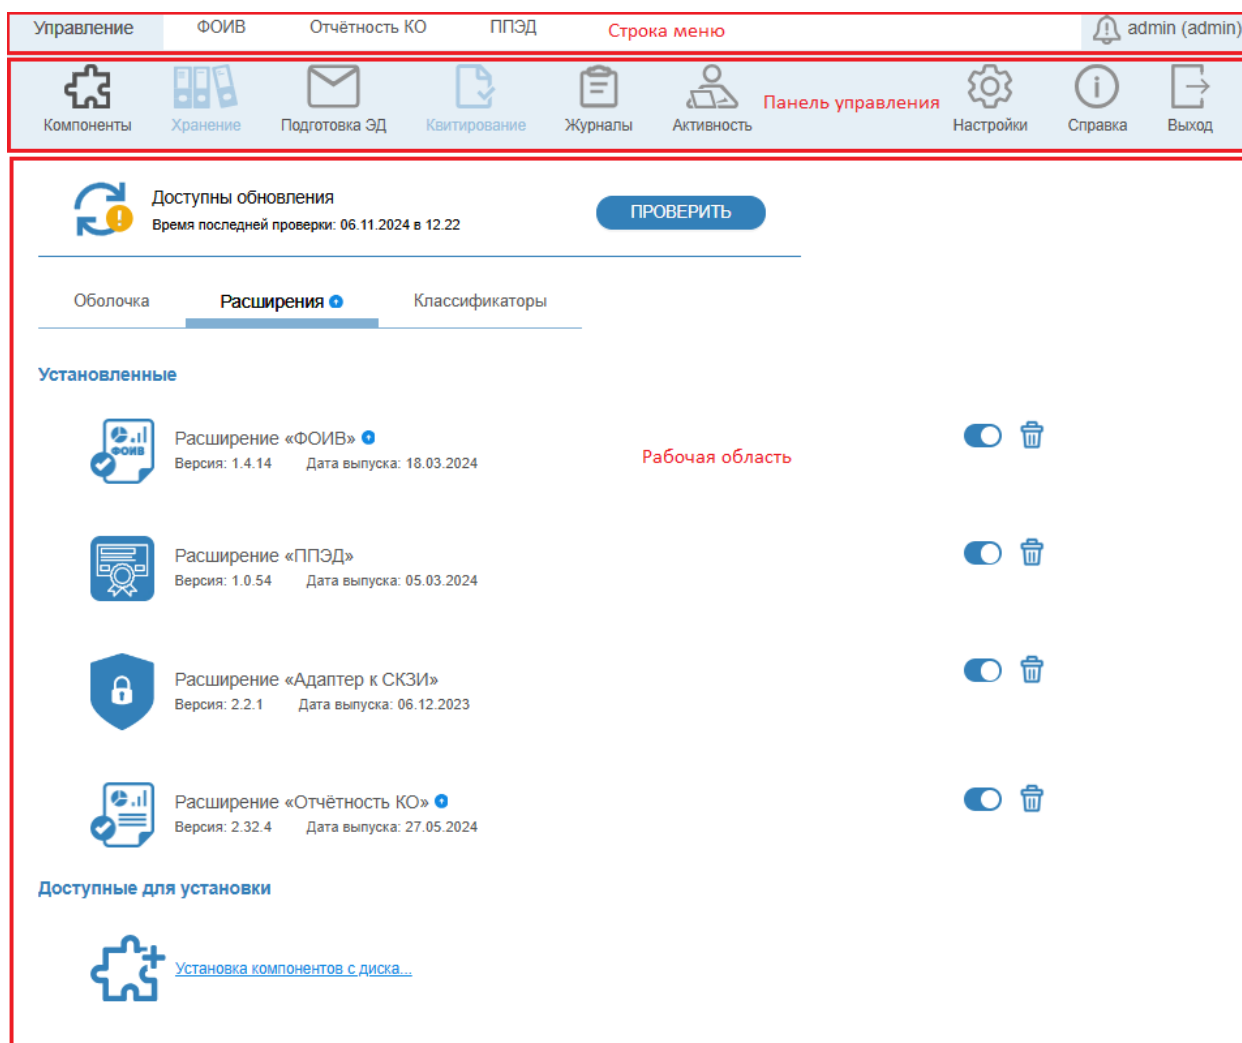 Управление ФОИВ Отчётность КО ППЭД Строка меню admin (admin)
Компоненты Хранение Подготовка ЭД Квитирование Журналы Активность Панель управления Настройки Справка Выход
Доступны обновления
Время последней проверки: 06.11.2024 в 12.22
ПРОВЕРИТЬ
Оболочка Расширения Классификаторы
Установленные
ФОИВ
Расширение «ФОИВ»
Версия: 1.4.14 Дата выпуска: 18.03.2024
Рабочая область
Расширение «ППЭД»
Версия: 1.0.54 Дата выпуска: 05.03.2024
Расширение «Адаптер к СКЗИ»
Версия: 2.2.1 Дата выпуска: 06.12.2023
Расширение «Отчётность КО»
Версия: 2.32.4 Дата выпуска: 27.05.2024
Доступные для установки
Установка компонентов с диска...